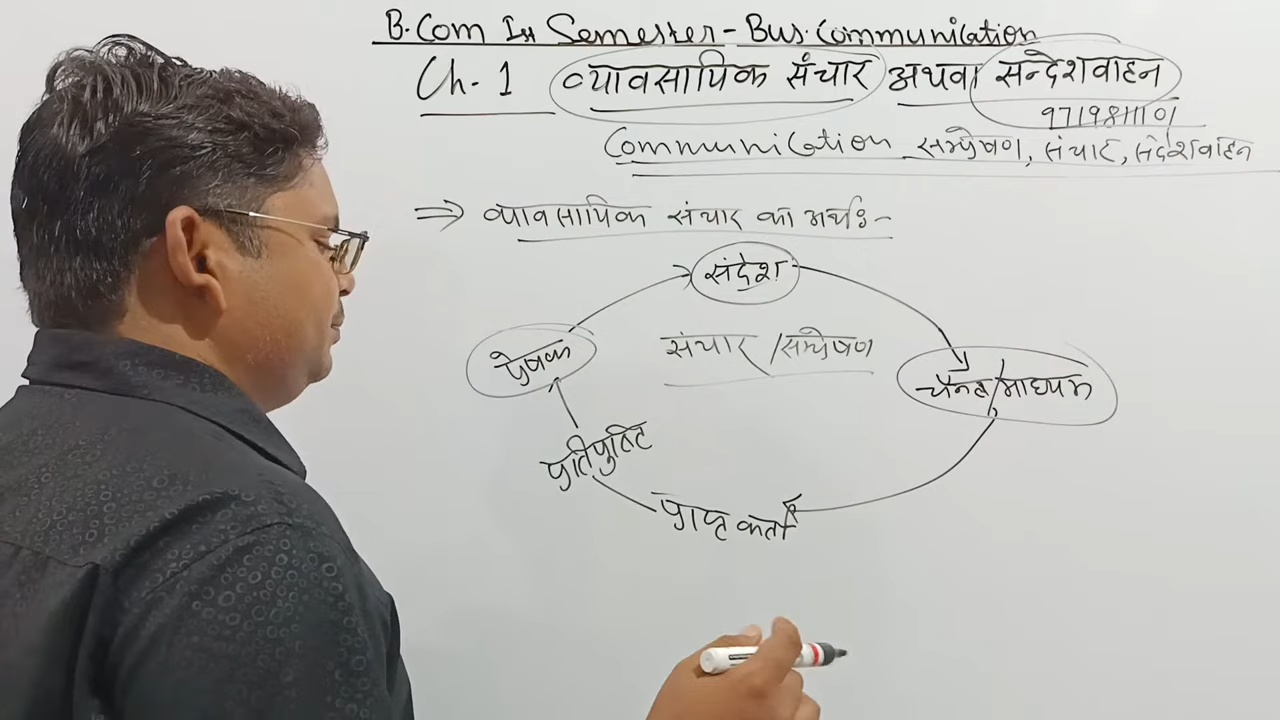 B.Com Ist Semester - Bus. Communication
Ch. 1 व्यावसायिक संचार अथवा सन्देशवाहन
9719811101
Communication सम्प्रेषण, संचार, संदेशवाहन
⇒ व्यावसायिक संचार का अर्थ :-
संदेश
संचार / सम्प्रेषण
प्रेषक
चैनल/माध्यम
प्रतिपुष्टि
प्राप्तकर्ता